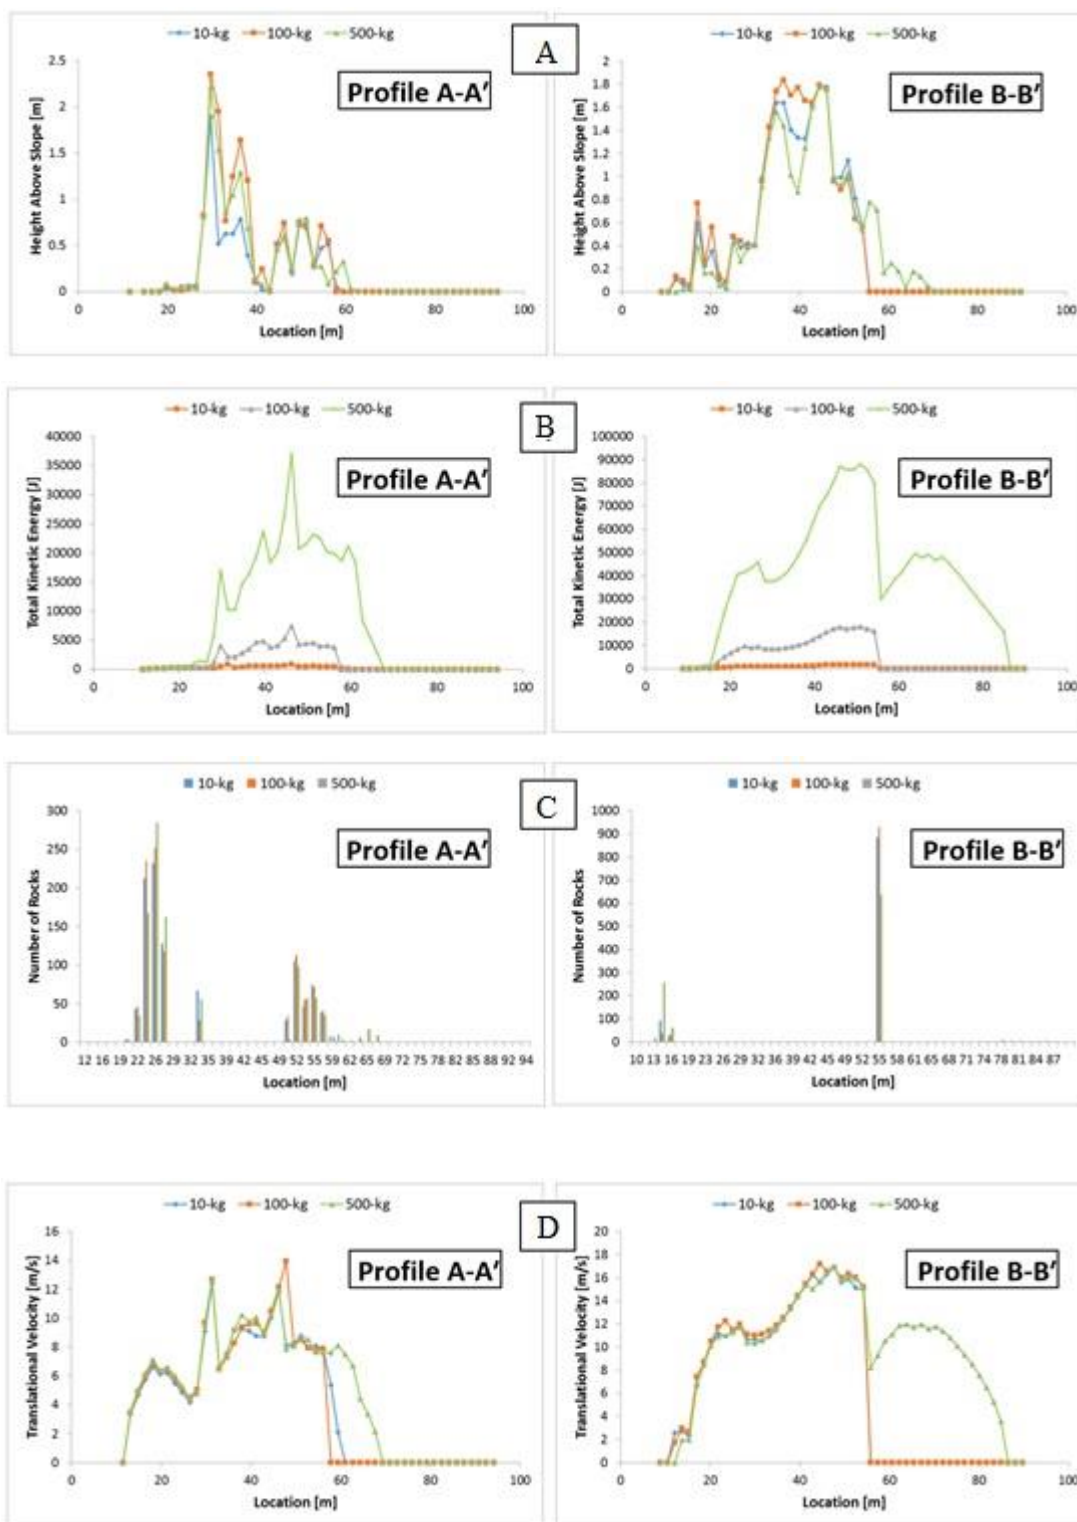 10-kg 100-kg 500-kg
A
10-kg 100-kg 500-kg
Profile A-A'
Height Above Slope [m]
2.5
2
1.5
1
0.5
0
0 20 40 60 80 100
Location [m]
Profile B-B'
Height Above Slope [m]
2
1.8
1.6
1.4
1.2
1
0.8
0.6
0.4
0.2
0
0 20 40 60 80 100
Location [m]
10-kg 100-kg 500-kg
B
10-kg 100-kg 500-kg
Profile A-A'
Total Kinetic Energy [J]
40000
35000
30000
25000
20000
15000
10000
5000
0
0 20 40 60 80 100
Location [m]
Profile B-B'
Total Kinetic Energy [J]
100000
90000
80000
70000
60000
50000
40000
30000
20000
10000
0
0 20 40 60 80 100
Location [m]
10-kg 100-kg 500-kg
C
10-kg 100-kg 500-kg
Profile A-A'
Number of Rocks
300
250
200
150
100
50
0
12 16 19 22 26 29 32 35 39 42 45 49 52 55 59 62 65 68 72 75 78 82 85 88 92 94
Location [m]
Profile B-B'
Number of Rocks
1000
900
800
700
600
500
400
300
200
100
0
10 13 16 19 23 26 29 32 36 39 42 45 49 52 55 58 61 65 68 71 74 78 81 84 87
Location [m]
10-kg 100-kg 500-kg
D
10-kg 100-kg 500-kg
Profile A-A'
Translational Velocity [m/s]
16
14
12
10
8
6
4
2
0
0 20 40 60 80 100
Location [m]
Profile B-B'
Translational Velocity [m/s]
20
18
16
14
12
10
8
6
4
2
0
0 20 40 60 80 100
Location [m]